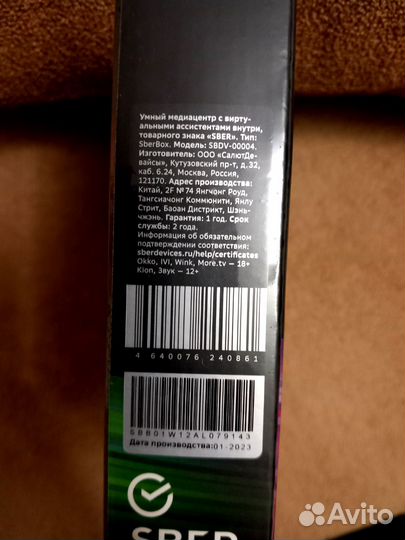 Умный медиацентр с вирту-
альными ассистентами внутри,
товарного знака «SBER». Тип:
SberBox. Модель: SBDV-00004.
Изготовитель: ООО «СалютДе-
вайсы», Кутузовский пр-т, д.32,
каб. 6.24, Москва, Россия,
121170. Адрес производства:
Китай, 2F №74 Янгчонг Роуд,
Тангсиачонг Коммюнити, Янлу
Стрит, Баоан Дистрикт, Шэнь-
чжэнь. Гарантия: 1 год. Срок
службы: 2 года.
Информация об обязательном
подтверждении соответствия:
sberdevices.ru/help/certificates
Okko, IVI, Wink, More.tv — 18+
Kion, Звук — 12+
4 640076 240861
SBB01W12AL079143
Дата производства:01-2023
SBER
Avito